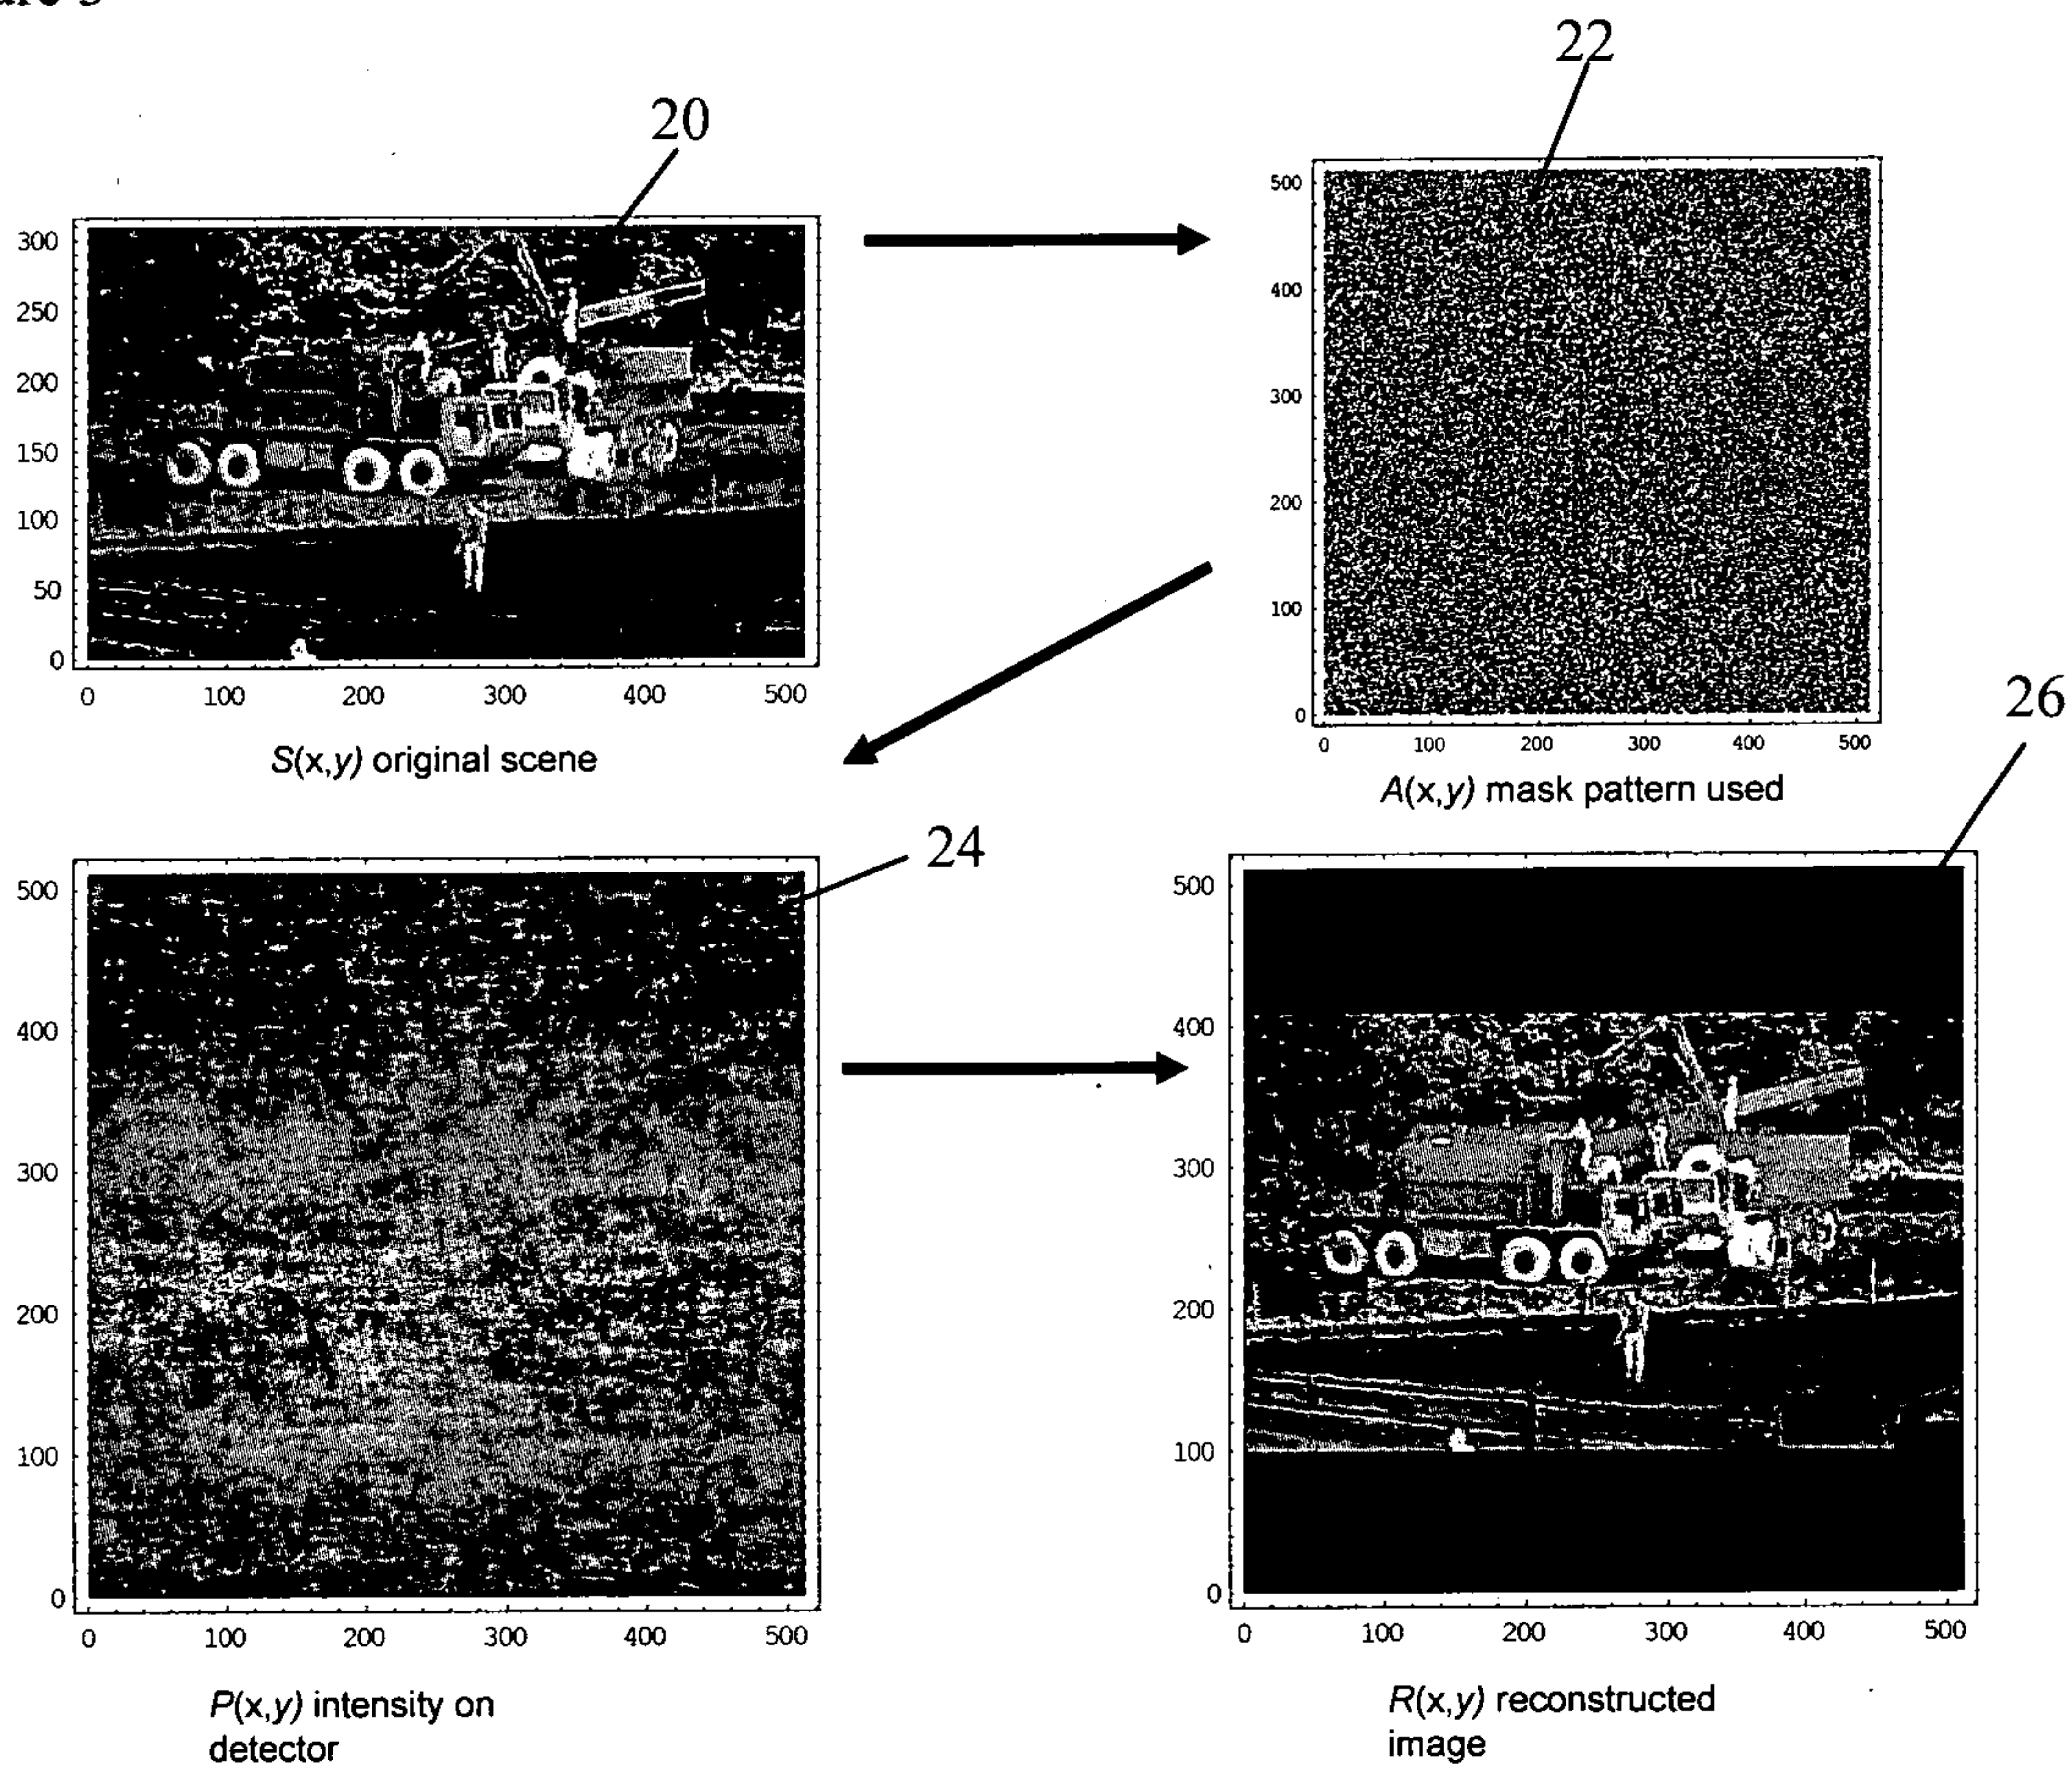 20
22
300
250
200
150
100
50
0
0 100 200 300 400 500
S(x,y) original scene
500
400
300
200
100
0
0 100 200 300 400 500
A(x,y) mask pattern used
24
26
500
400
300
200
100
0
0 100 200 300 400 500
P(x,y) intensity on
detector
500
400
300
200
100
0
0 100 200 300 400 500
R(x,y) reconstructed
image